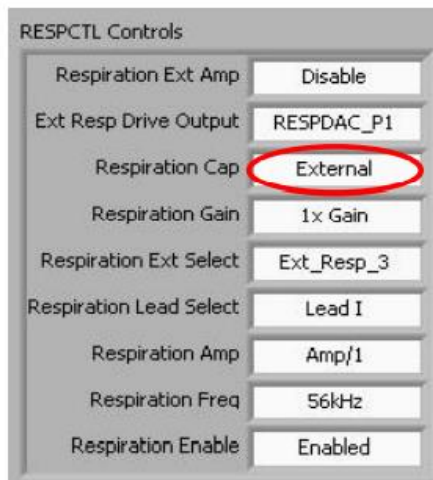 RESPCTL Controls
Respiration Ext Amp Disable
Ext Resp Drive Output RESPDAC_P1
Respiration Cap External
Respiration Gain 1x Gain
Respiration Ext Select Ext_Resp_3
Respiration Lead Select Lead I
Respiration Amp Amp/1
Respiration Freq 56kHz
Respiration Enable Enabled